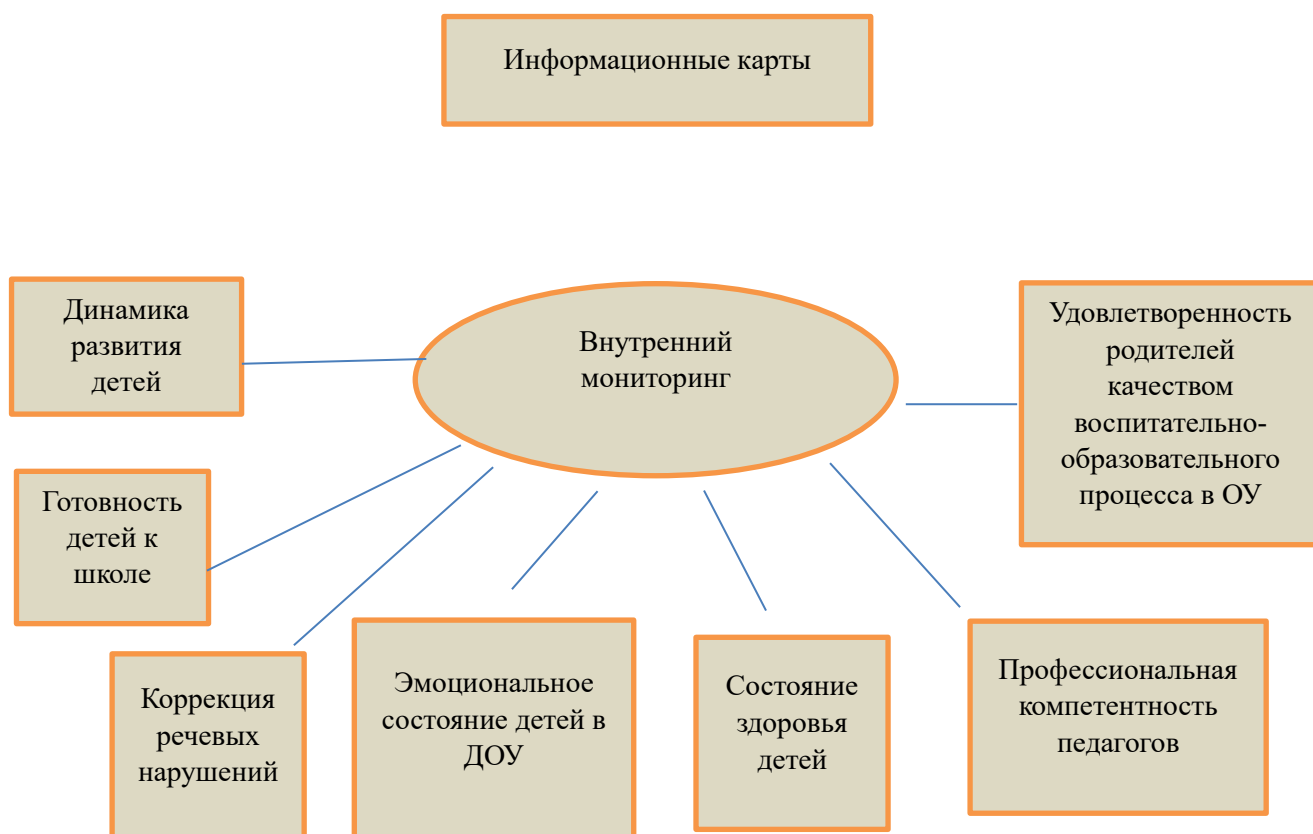 Информационные карты
Динамика
развития
детей
Внутренний
мониторинг
Удовлетворенность
родителей
качеством
воспитательно-
образовательного
процесса в ОУ
Готовность
детей к
школе
Коррекция
речевых
нарушений
Эмоциональное
состояние детей в
ДОУ
Состояние
здоровья
детей
Профессиональная
компетентность
педагогов